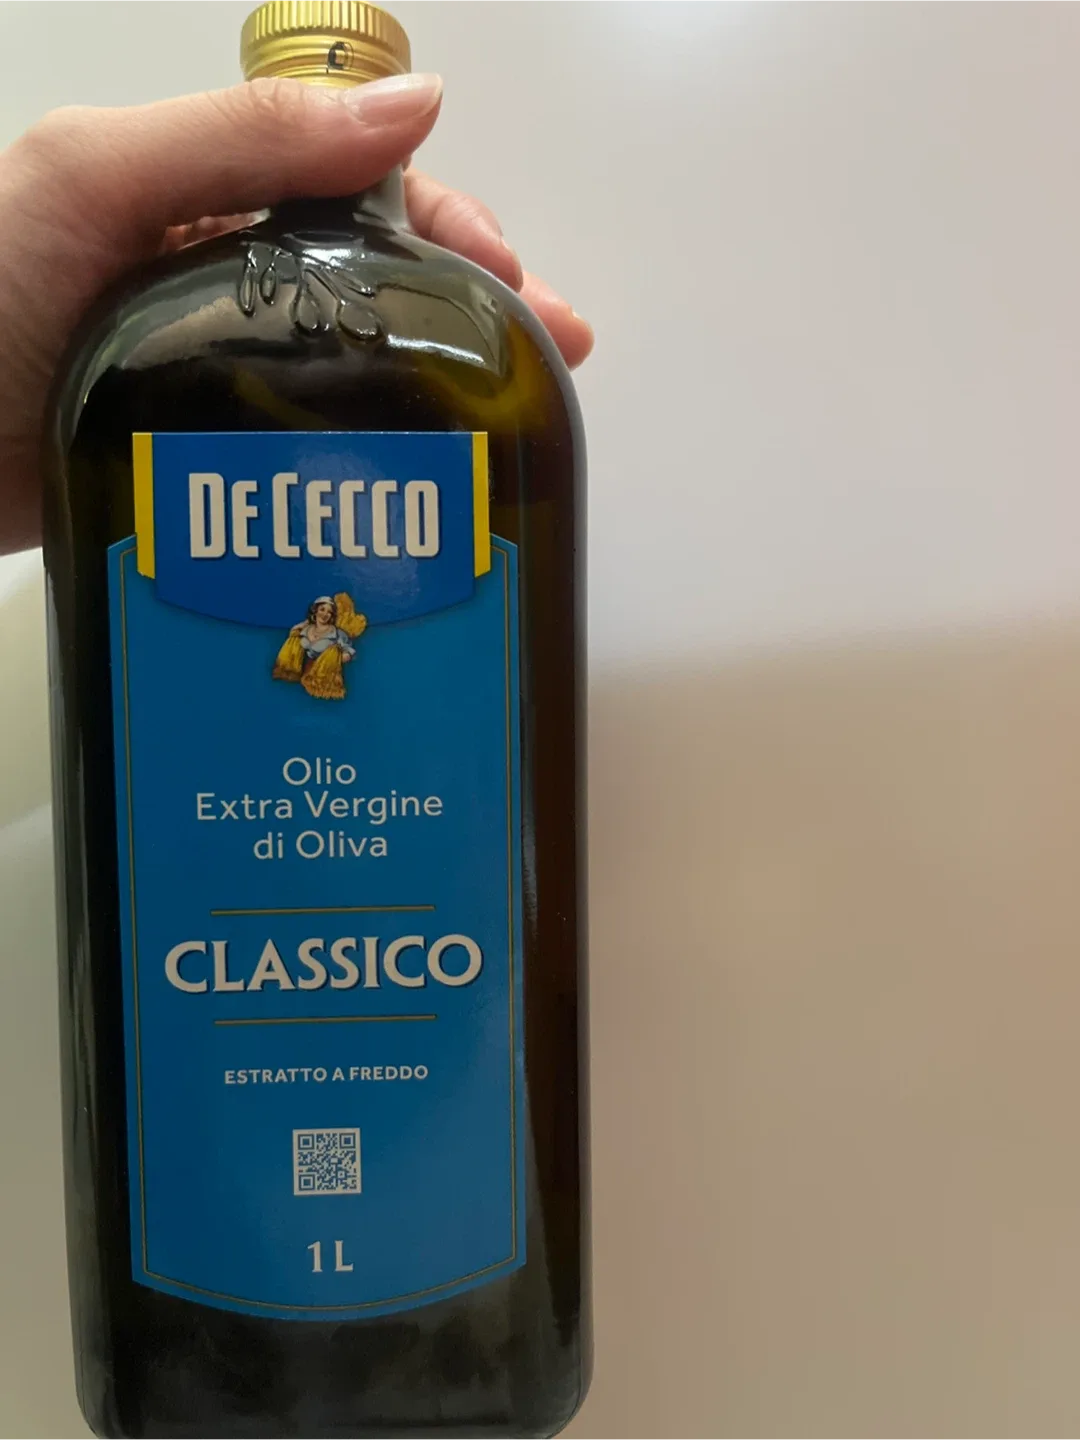 DE CECCO
Olio
Extra Vergine
di Oliva
CLASSICO
ESTRATTO A FREDDO
1 L